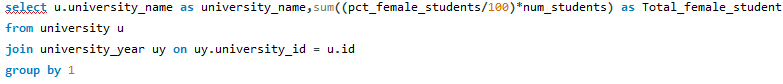 select u.university_name as university_name,sum((pct_female_students/100)*num_students) as Total_female_student
from university u
join university_year uy on uy.university_id = u.id
group by 1